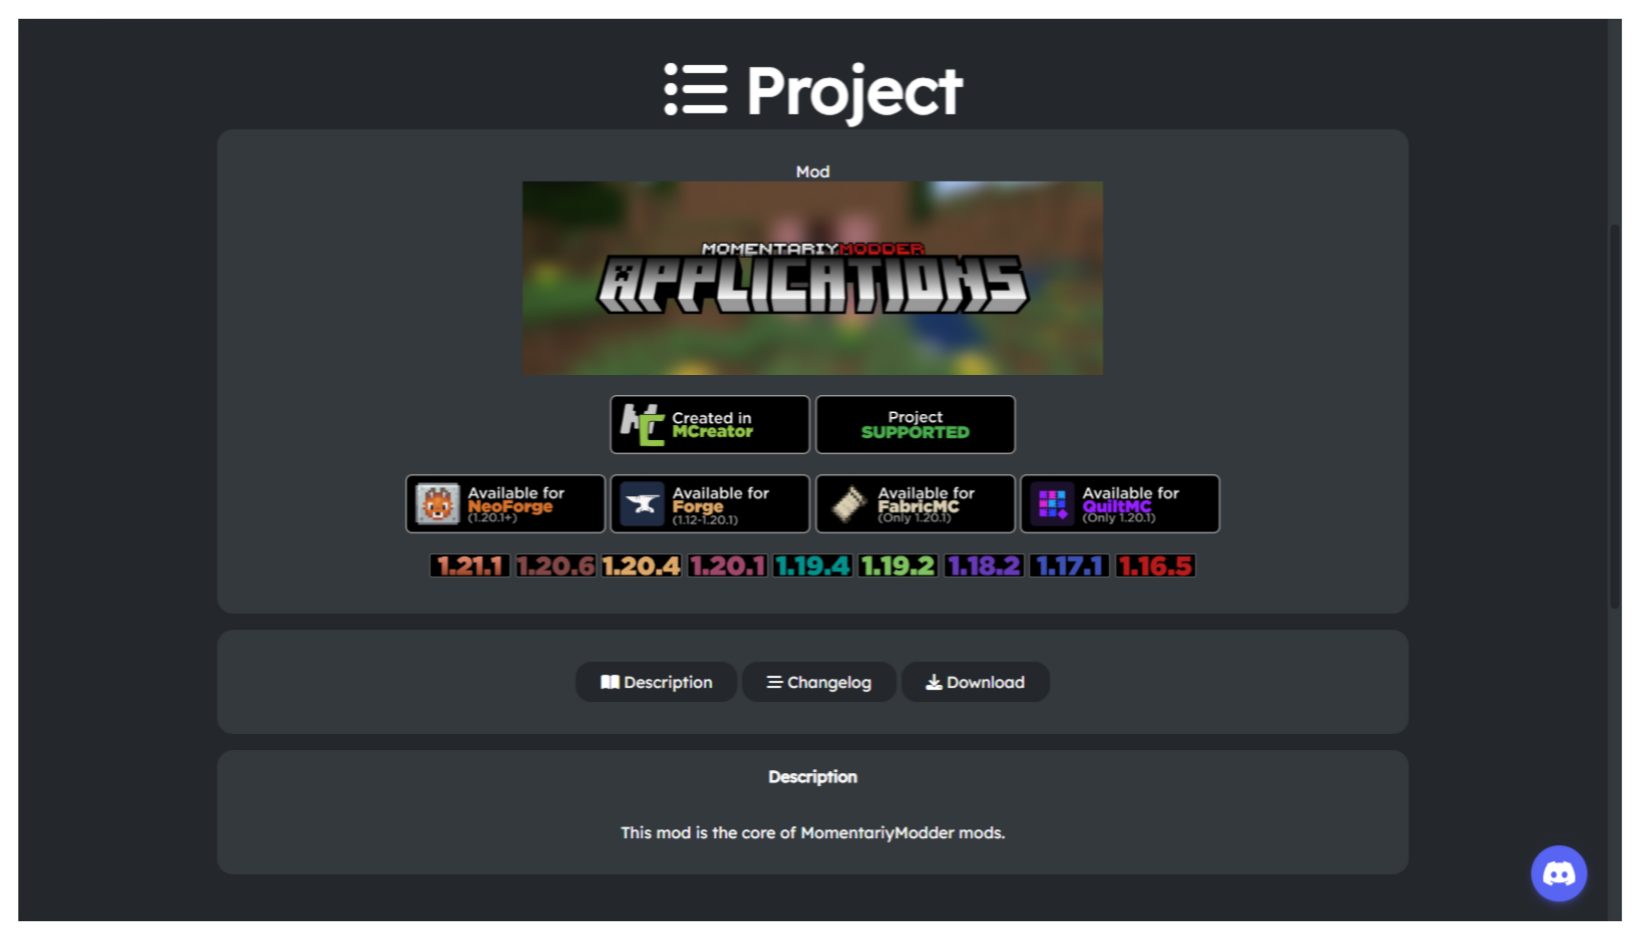 Project
Mod
MOMENTARIYMODDER
APPLICATIONS
Created in
MCreator
Project
SUPPORTED
Available for
NeoForge
(1.20.1+)
Available for
Forge
(1.12-1.20.1)
Available for
FabricMC
(Only 1.20.1)
Available for
QuiltMC
(Only 1.20.1)
1.21.1 1.20.6 1.20.4 1.20.1 1.19.4 1.19.2 1.18.2 1.17.1 1.16.5
Description Changelog Download
Description
This mod is the core of MomentariyModder mods.